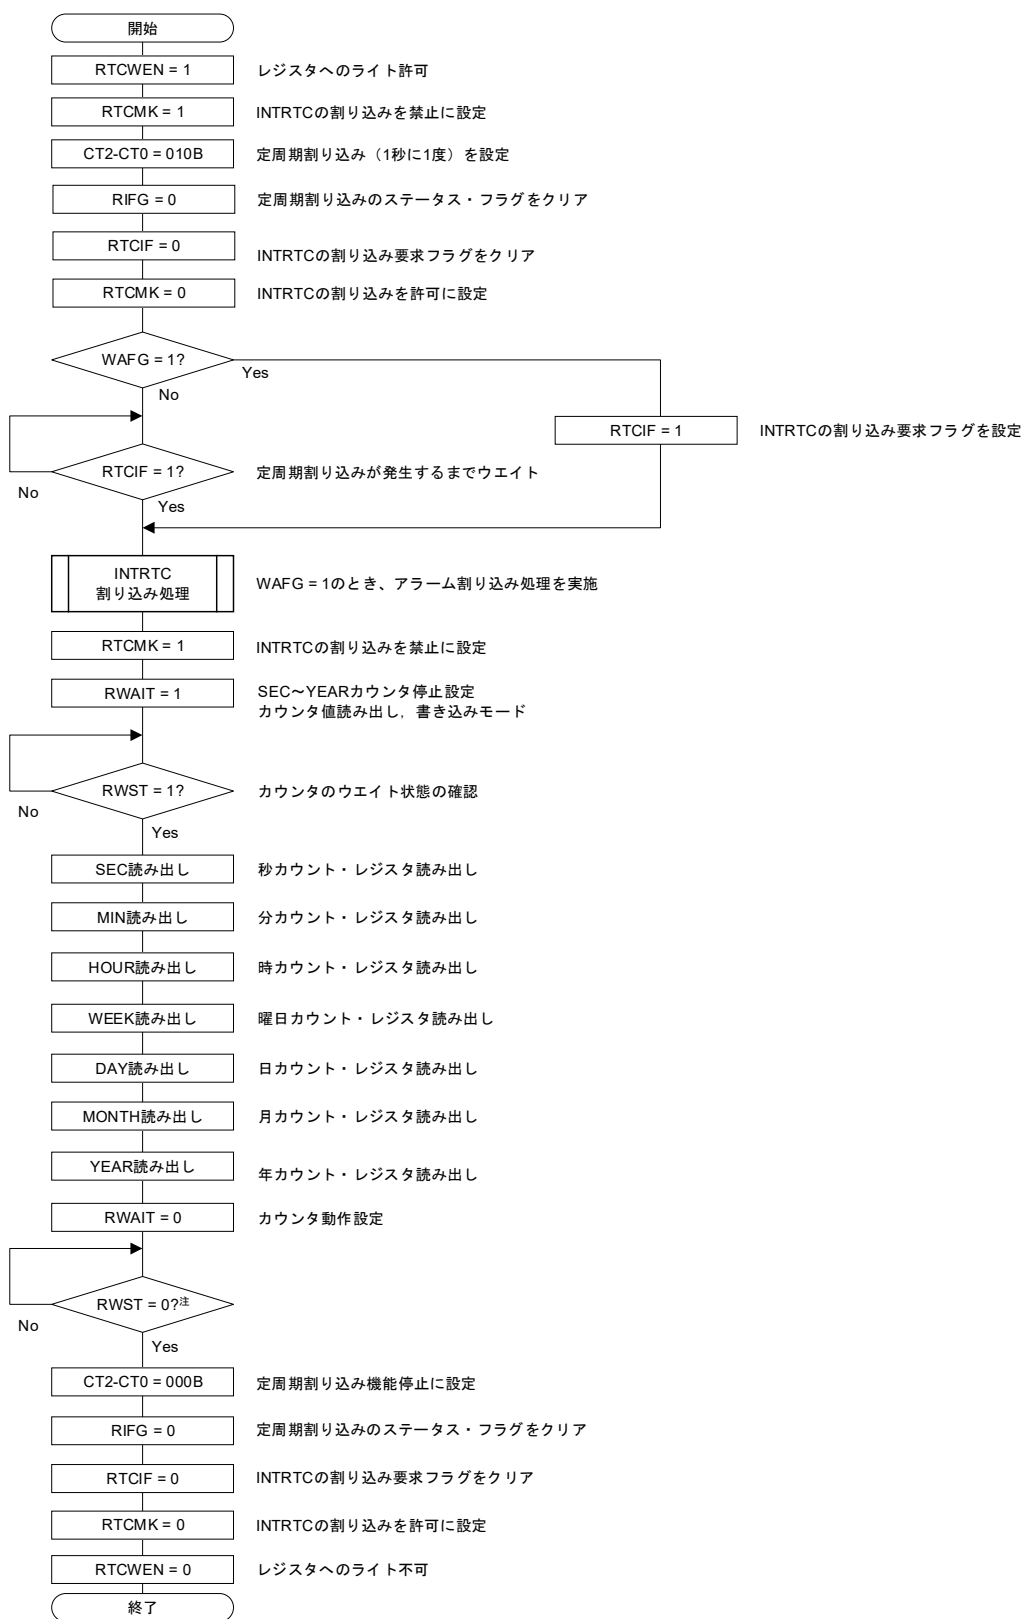 開始
RTCWEN = 1
レジスタへのライト許可
RTCMK = 1
INTRTCの割り込みを禁止に設定
CT2-CT0 = 010B
定周期割り込み（1秒に1度）を設定
RIFG = 0
定周期割り込みのステータス・フラグをクリア
RTCIF = 0
INTRTCの割り込み要求フラグをクリア
RTCMK = 0
INTRTCの割り込みを許可に設定
WAFG = 1?
Yes
No
RTCIF = 1
INTRTCの割り込み要求フラグを設定
RTCIF = 1?
定周期割り込みが発生するまでウエイト
No
Yes
INTRTC
割り込み処理
WAFG = 1のとき、アラーム割り込み処理を実施
RTCMK = 1
INTRTCの割り込みを禁止に設定
RWAIT = 1
SEC～YEARカウンタ停止設定
カウンタ値読み出し，書き込みモード
RWST = 1?
カウンタのウエイト状態の確認
No
Yes
SEC読み出し
秒カウント・レジスタ読み出し
MIN読み出し
分カウント・レジスタ読み出し
HOUR読み出し
時カウント・レジスタ読み出し
WEEK読み出し
曜日カウント・レジスタ読み出し
DAY読み出し
日カウント・レジスタ読み出し
MONTH読み出し
月カウント・レジスタ読み出し
YEAR読み出し
年カウント・レジスタ読み出し
RWAIT = 0
カウンタ動作設定
RWST = 0?注
No
Yes
CT2-CT0 = 000B
定周期割り込み機能停止に設定
RIFG = 0
定周期割り込みのステータス・フラグをクリア
RTCIF = 0
INTRTCの割り込み要求フラグをクリア
RTCMK = 0
INTRTCの割り込みを許可に設定
RTCWEN = 0
レジスタへのライト不可
終了